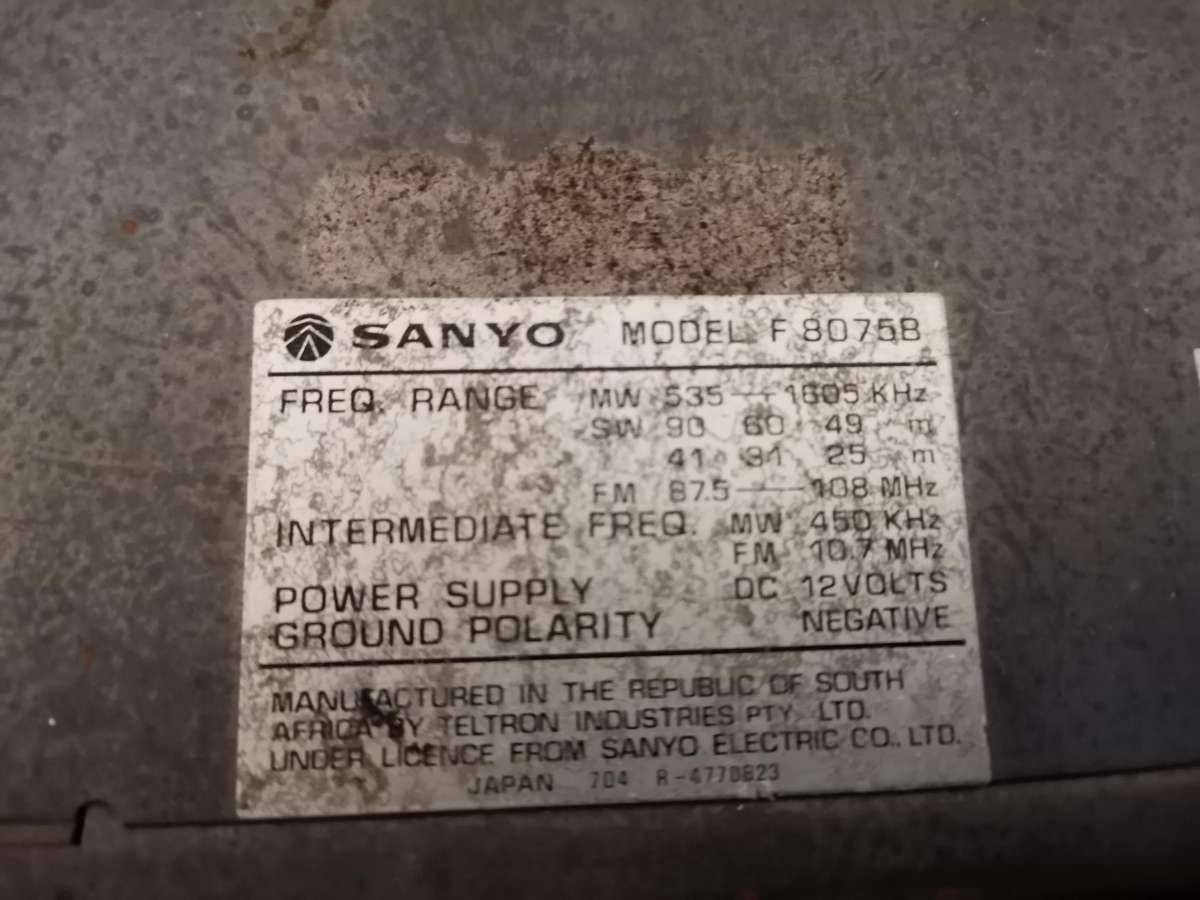 SANYO MODEL F 8075B
FREQ. RANGE MW 535 — 1605 KHz
SW 90 60 49 m
41 31 25 m
FM 87.5 — 108 MHz
INTERMEDIATE FREQ. MW 450 KHz
FM 10.7 MHz
POWER SUPPLY DC 12 VOLTS
GROUND POLARITY NEGATIVE
MANUFACTURED IN THE REPUBLIC OF SOUTH
AFRICA BY TELTRON INDUSTRIES PTY. LTD.
UNDER LICENCE FROM SANYO ELECTRIC CO., LTD.
JAPAN 704 R-4770823